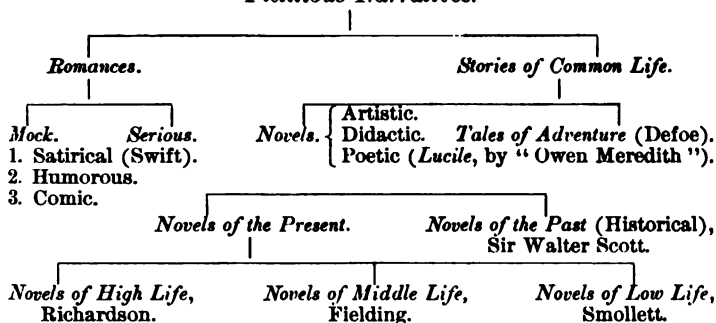 Romances. Stories of Common Life.
Mock. Serious. Novels. { Artistic. Didactic. Poetic (Lucile, by “ Owen Meredith ”). Tales of Adventure (Defoe).
1. Satirical (Swift).
2. Humorous.
3. Comic.
Novels of the Present. Novels of the Past (Historical),
Sir Walter Scott.
Novels of High Life, Novels of Middle Life, Novels of Low Life,
Richardson. Fielding. Smollett.